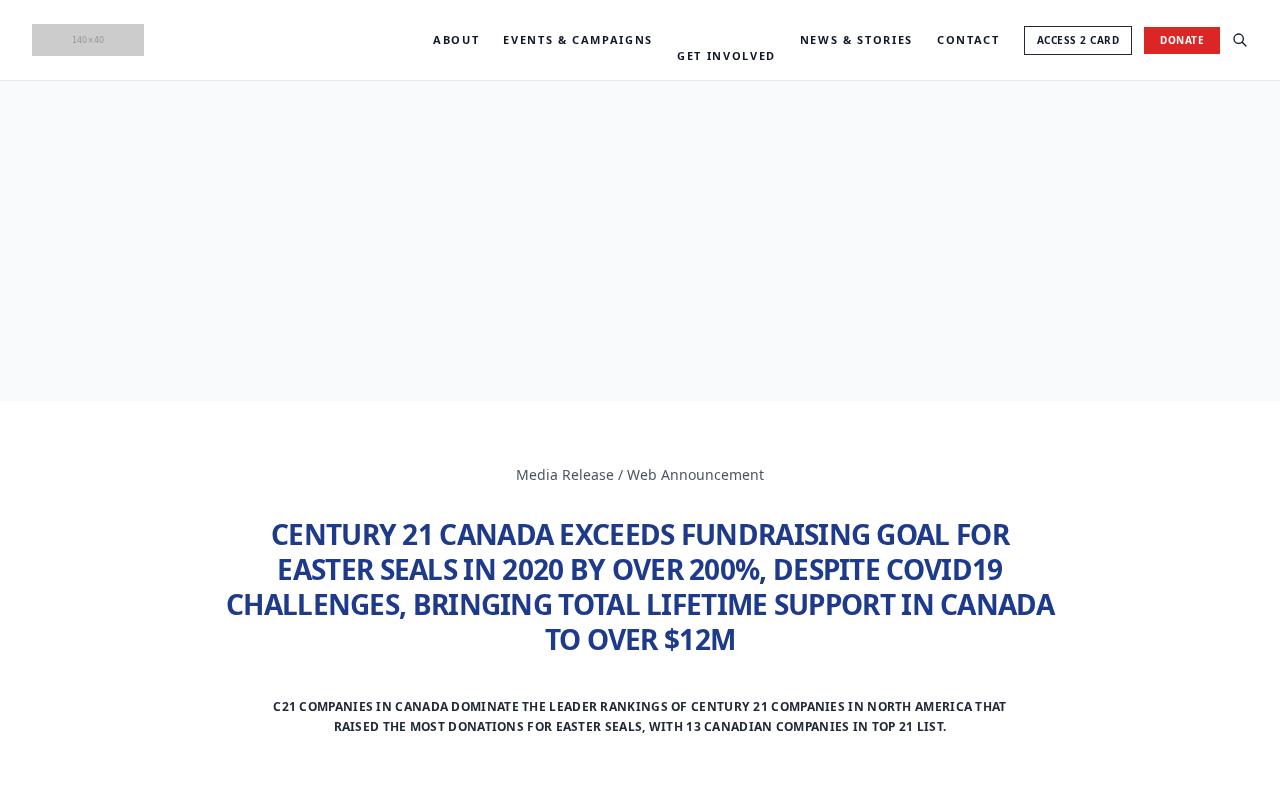 140×40
ABOUT
EVENTS & CAMPAIGNS
GET INVOLVED
NEWS & STORIES
CONTACT
ACCESS 2 CARD
DONATE
Media Release / Web Announcement
CENTURY 21 CANADA EXCEEDS FUNDRAISING GOAL FOR
EASTER SEALS IN 2020 BY OVER 200%, DESPITE COVID19
CHALLENGES, BRINGING TOTAL LIFETIME SUPPORT IN CANADA
TO OVER $12M
C21 COMPANIES IN CANADA DOMINATE THE LEADER RANKINGS OF CENTURY 21 COMPANIES IN NORTH AMERICA THAT
RAISED THE MOST DONATIONS FOR EASTER SEALS, WITH 13 CANADIAN COMPANIES IN TOP 21 LIST.